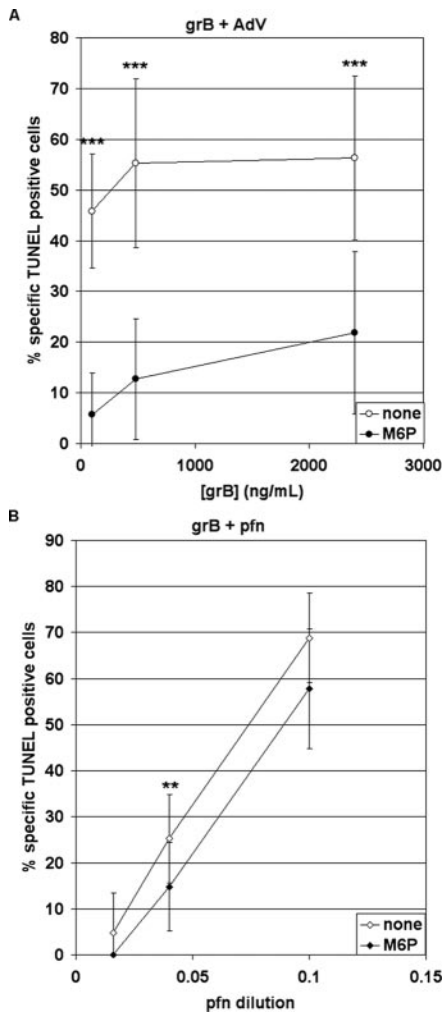 A
grB + AdV
80
70
60
50
40
30
20
10
0
% specific TUNEL positive cells
***
***
***
none
M6P
0
1000
2000
3000
[grB] (ng/mL)
B
grB + pfn
90
80
70
60
50
40
30
20
10
0
% specific TUNEL positive cells
**
none
M6P
0
0.05
0.1
0.15
pfn dilution